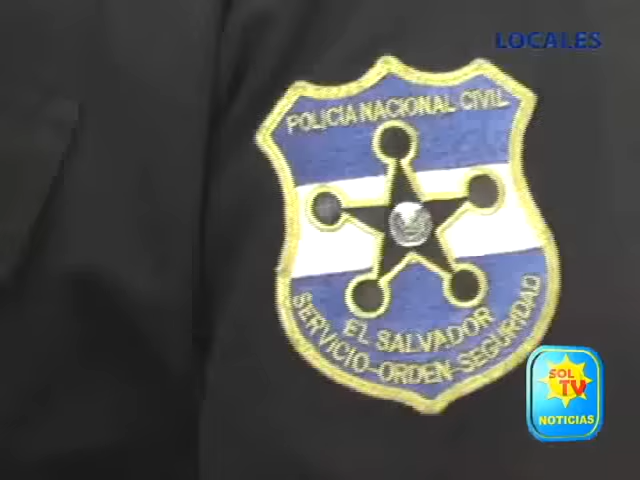 LOCALES
POLICIA NACIONAL CIVIL
EL SALVADOR
SERVICIO-ORDEN-SEGURIDAD
SOL
TV
NOTICIAS